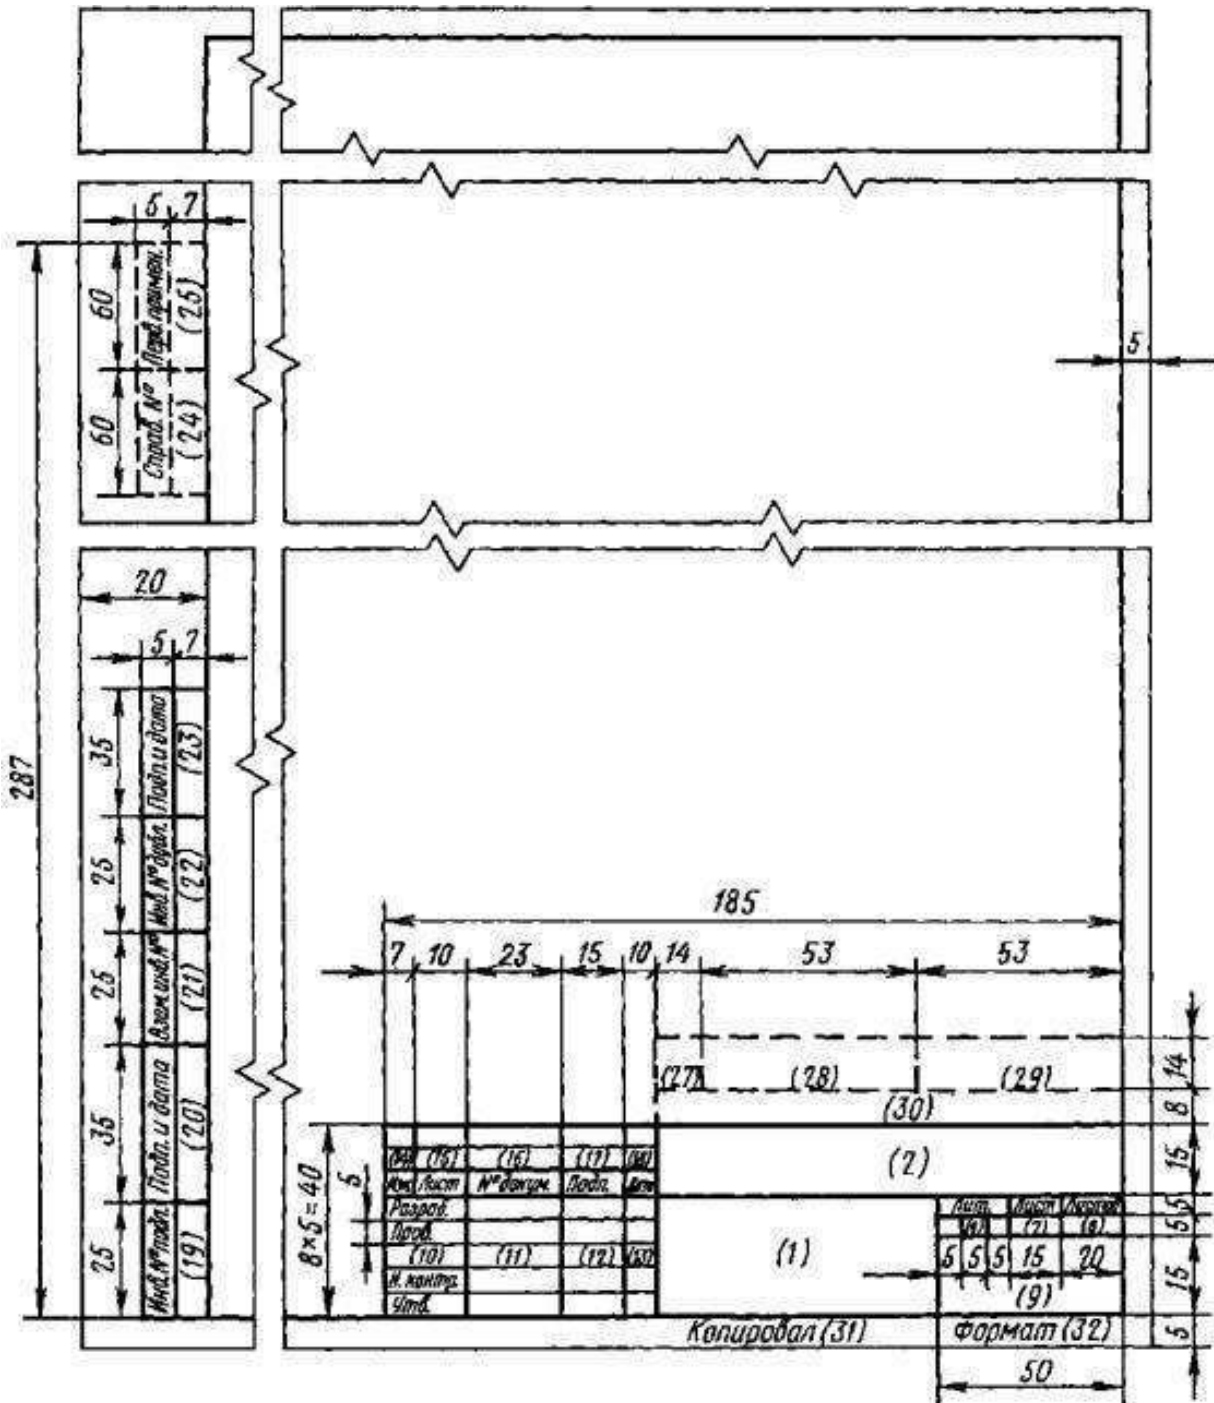 5 7
60
Перв. примен.
(25)
60
Справ. №
(24)
5
20
5 7
287
35
Подп. и дата
(23)
25
Инв. № дубл.
(22)
25
Взам. инв. №
(21)
35
Подп. и дата
(20)
25
Инв. № подл.
(19)
185
7 10 23 15 10 14 53 53
14
(27) (28) (29)
(30)
8
8×5=40
5
(14) (15) (16) (17) (18)
Изм. Лист № докум. Подп. Дата
(2)
15
Разраб.
Пров.
(10) (11) (12) (13)
Н. контр.
Утв.
(1)
Лит. Лист Листов
5
(4) (7) (8)
5
5 5 5 15 20
(9)
15
Копировал (31) Формат (32)
5
50